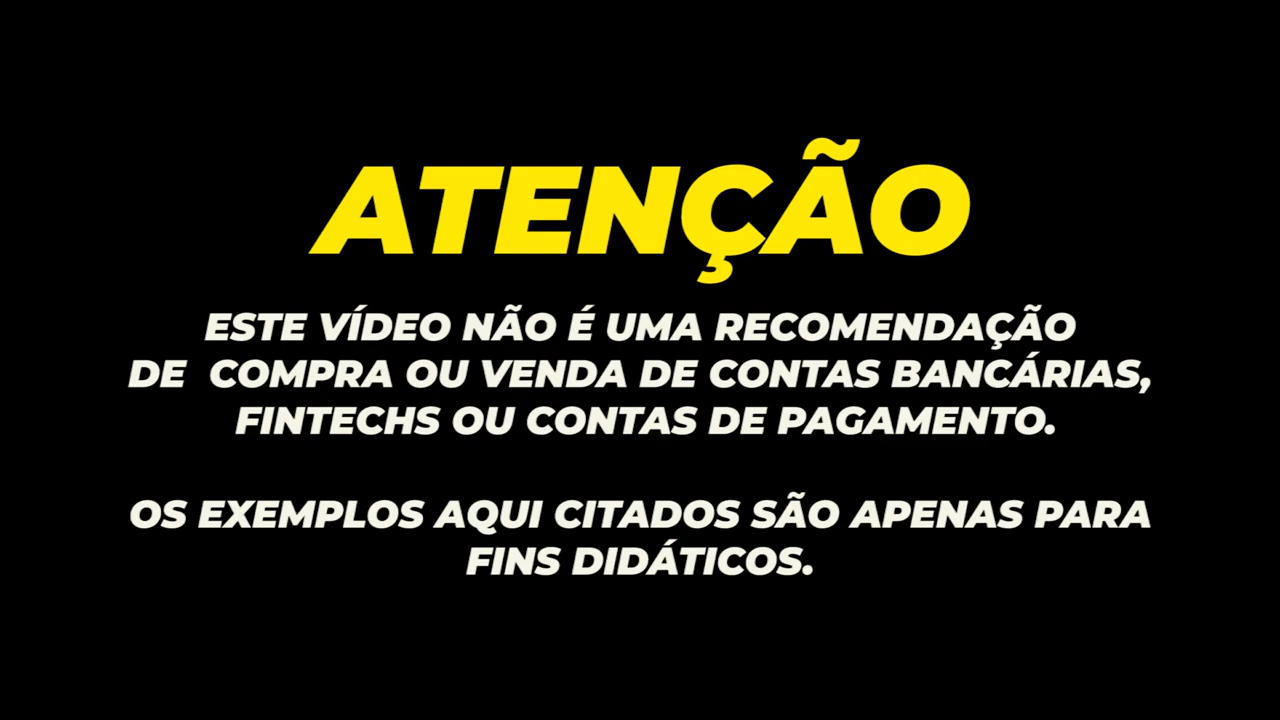 ATENÇÃO
ESTE VÍDEO NÃO É UMA RECOMENDAÇÃO
DE COMPRA OU VENDA DE CONTAS BANCÁRIAS,
FINTECHS OU CONTAS DE PAGAMENTO.
OS EXEMPLOS AQUI CITADOS SÃO APENAS PARA
FINS DIDÁTICOS.